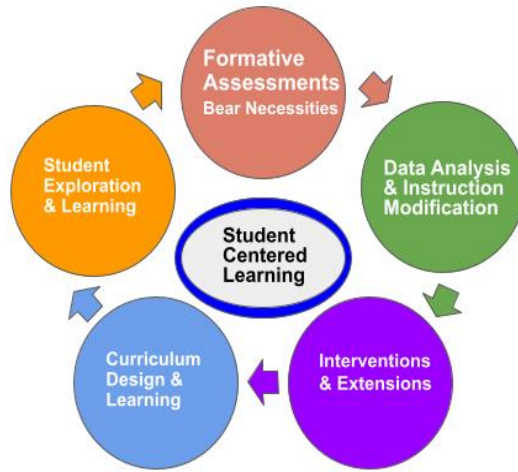 Formative
Assessments
Bear Necessities
Data Analysis
& Instruction
Modification
Interventions
& Extensions
Curriculum
Design &
Learning
Student
Exploration
& Learning
Student
Centered
Learning